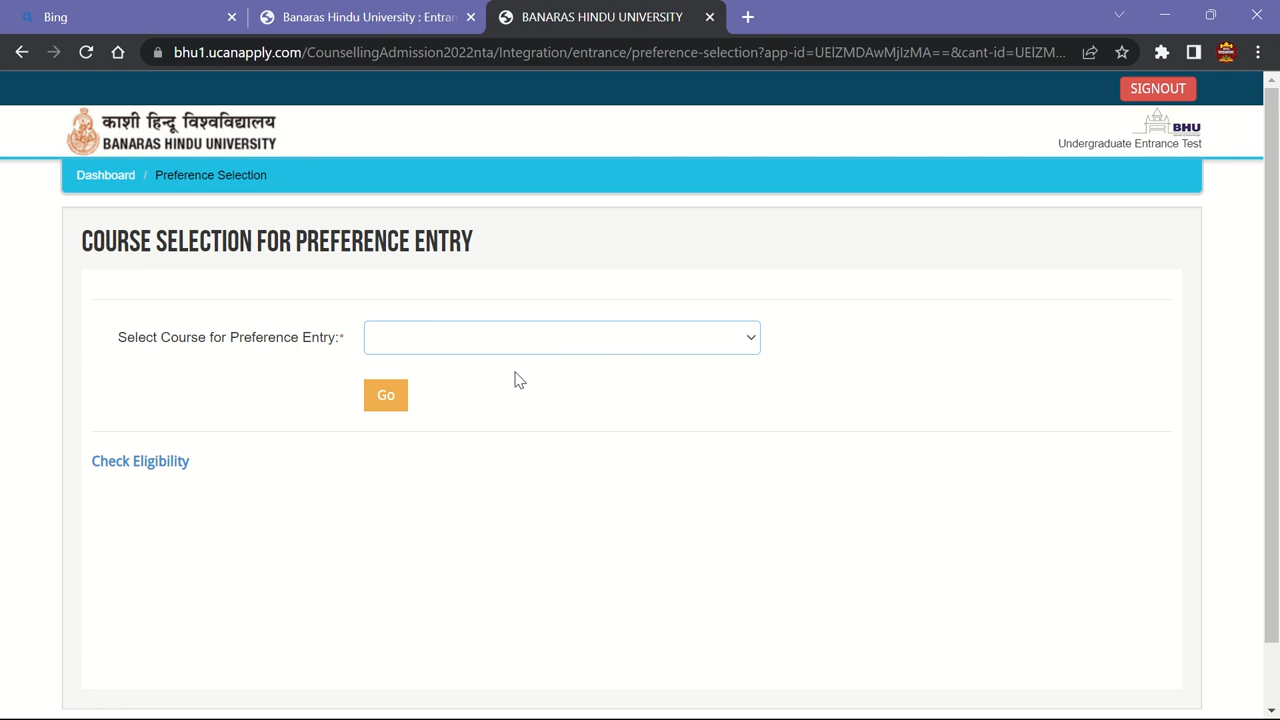 Bing
Banaras Hindu University : Entran
BANARAS HINDU UNIVERSITY
bhu1.ucanapply.com/CounsellingAdmission2022nta/Integration/entrance/preference-selection?app-id=UElZMDAwMjIzMA==&cant-id=UElZM...
SIGNOUT
काशी हिन्दू विश्वविद्यालय
BANARAS HINDU UNIVERSITY
BHU
Undergraduate Entrance Test
Dashboard / Preference Selection
COURSE SELECTION FOR PREFERENCE ENTRY
Select Course for Preference Entry:*
Go
Check Eligibility